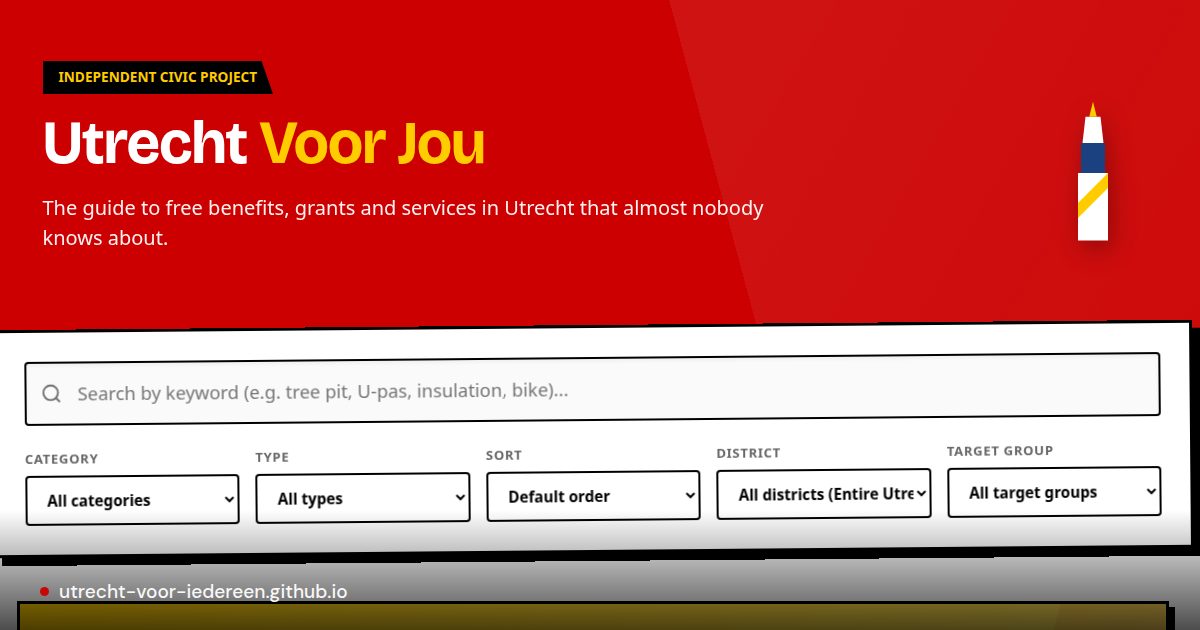 INDEPENDENT CIVIC PROJECT
Utrecht Voor Jou
The guide to free benefits, grants and services in Utrecht that almost nobody
knows about.
Search by keyword (e.g. tree pit, U-pas, insulation, bike)...
CATEGORY TYPE SORT DISTRICT TARGET GROUP
All categories All types Default order All districts (Entire Utre All target groups
utrecht-voor-iedereen.github.io